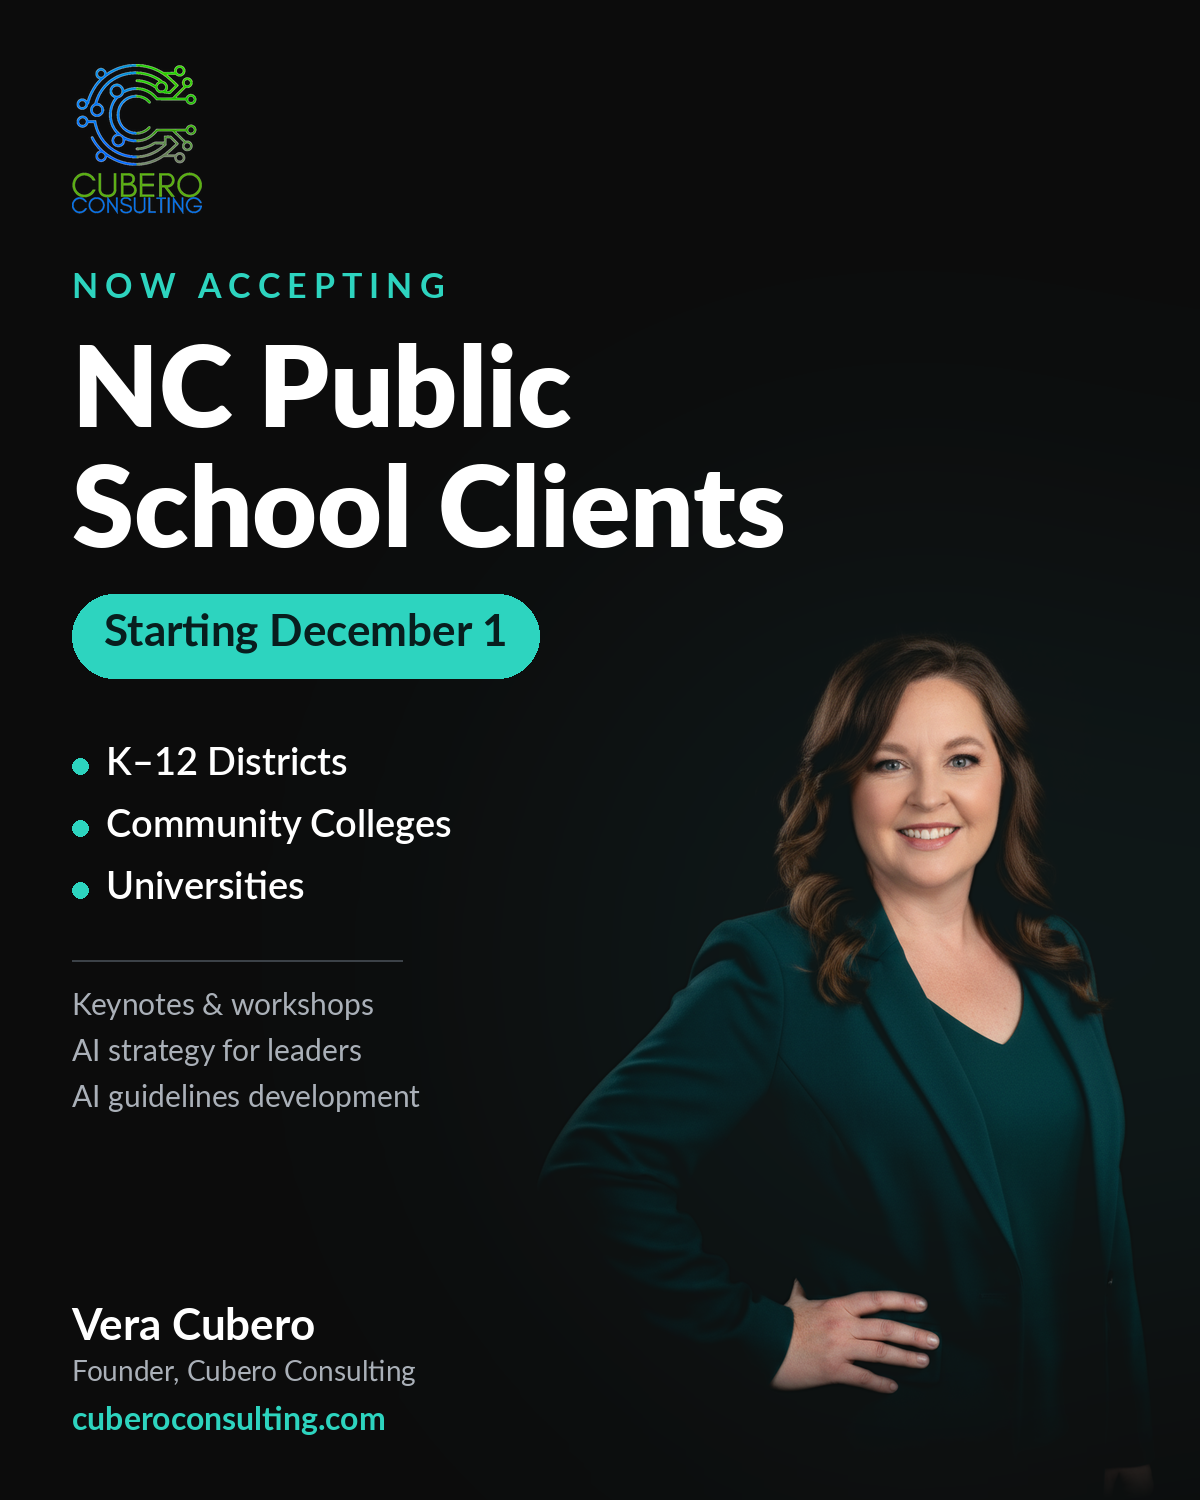 CUBERO
CONSULTING
NOW ACCEPTING
NC Public
School Clients
Starting December 1
K–12 Districts
Community Colleges
Universities
Keynotes & workshops
AI strategy for leaders
AI guidelines development
Vera Cubero
Founder, Cubero Consulting
cuberoconsulting.com